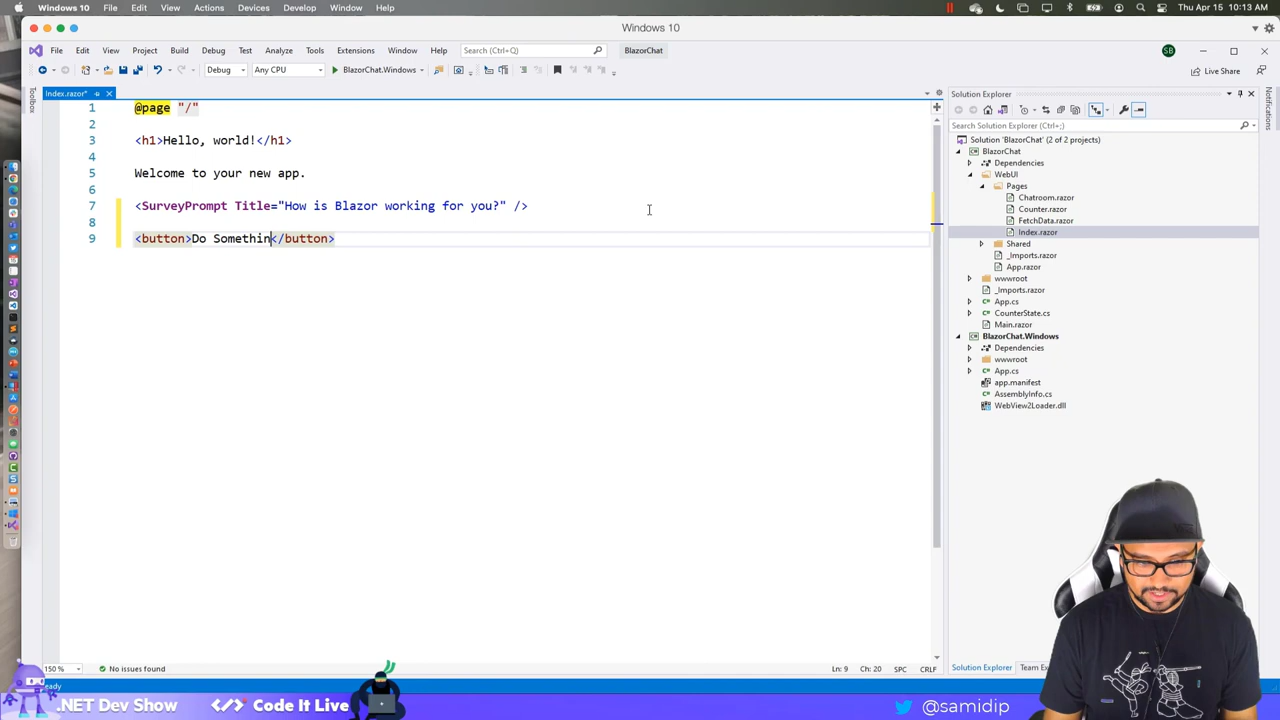 Windows 10 File Edit View Actions Devices Window Help
Thu Apr 15 10:13 AM
Windows 10
File Edit View Project Build Debug Test Analyze Tools Extensions Window Help Search (Ctrl+Q) BlazorChat SB
Debug Any CPU BlazorChat.Windows Live Share
Toolbox
Index.razor*
Solution Explorer
Notifications
Search Solution Explorer (Ctrl+;)
Solution 'BlazorChat' (2 of 2 projects)
BlazorChat
Dependencies
WebUI
Pages
Chatroom.razor
Counter.razor
FetchData.razor
Index.razor
Shared
_Imports.razor
App.razor
wwwroot
_Imports.razor
App.cs
CounterState.cs
Main.razor
BlazorChat.Windows
Dependencies
wwwroot
App.cs
app.manifest
AssemblyInfo.cs
WebView2Loader.dll
1 @page "/"
2
3 <h1>Hello, world!</h1>
4
5 Welcome to your new app.
6
7 <SurveyPrompt Title="How is Blazor working for you?" />
8
9 <button>Do Somethin</button>
150 % No issues found Ln: 9 Ch: 20 SPC CRLF
Solution Explorer Team Ex
eady
.NET Dev Show </> Code It Live @samidip